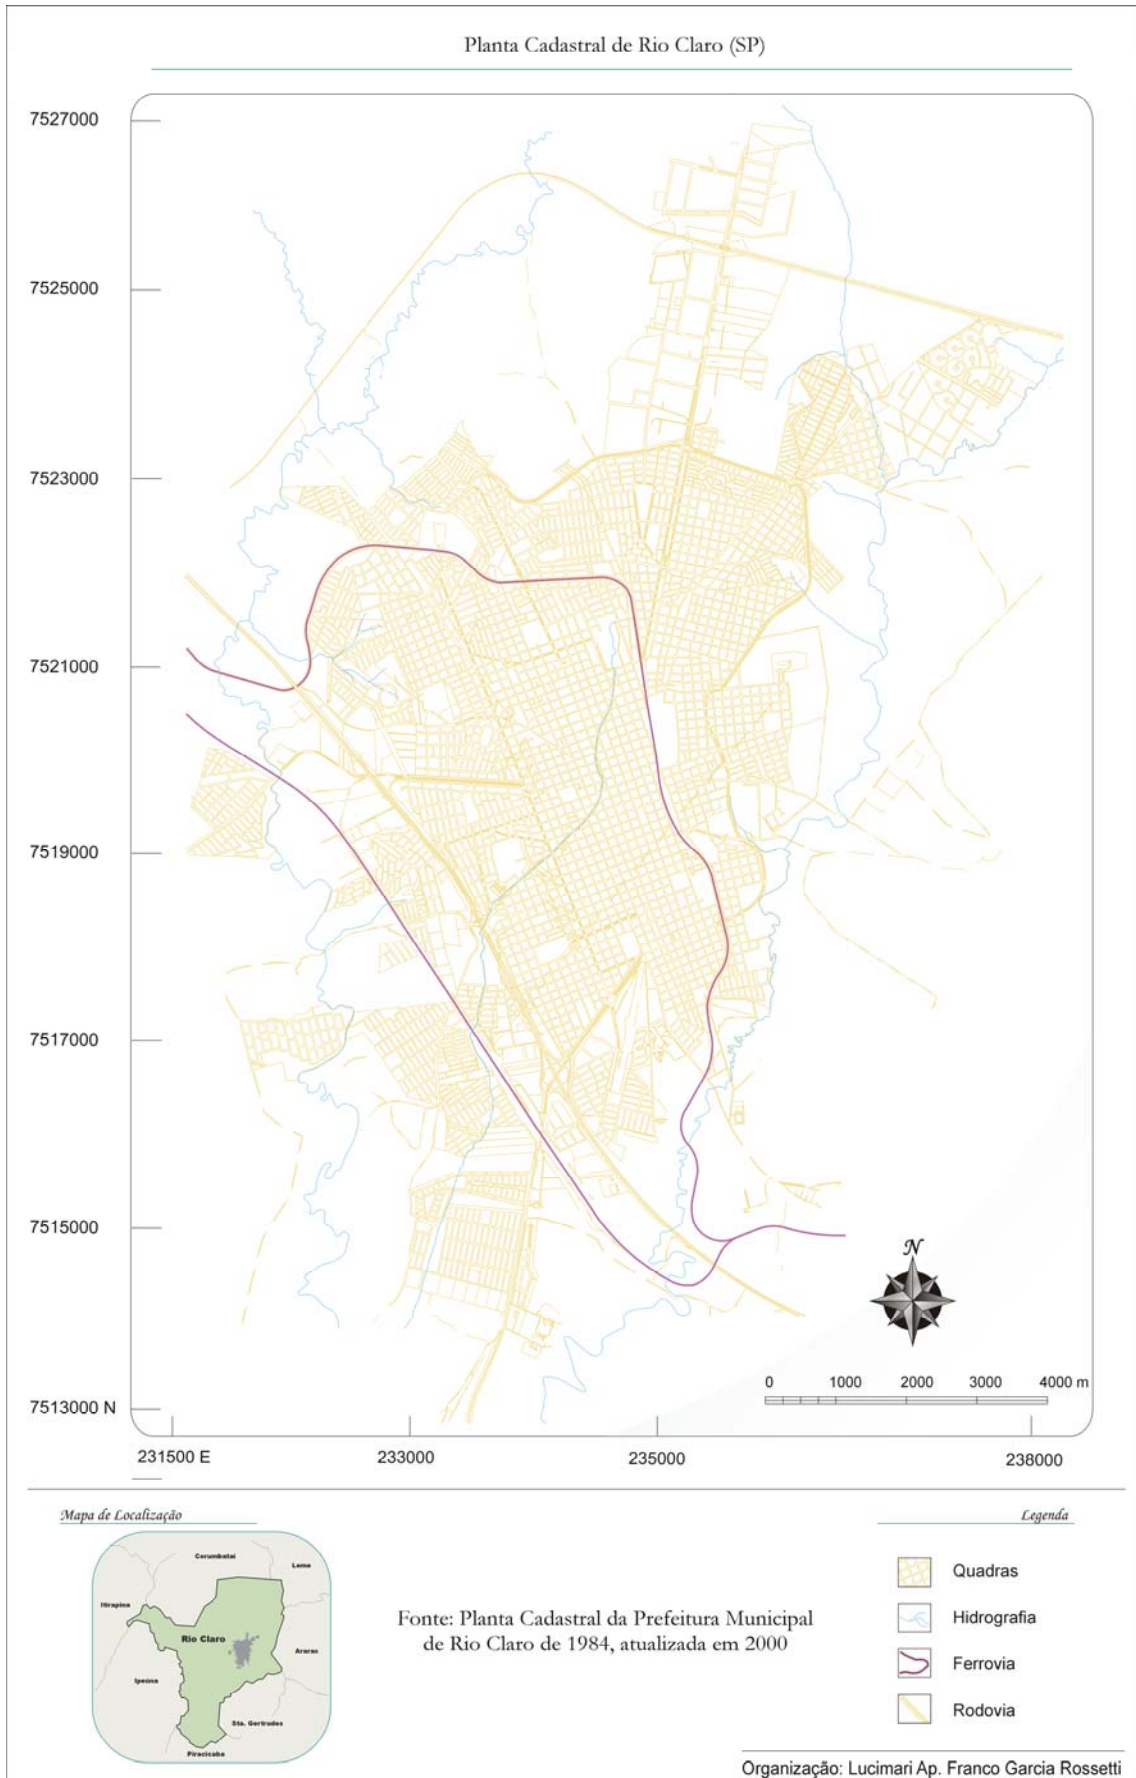 Planta Cadastral de Rio Claro (SP)
7527000
7525000
7523000
7521000
7519000
7517000
7515000
7513000 N
N
0 1000 2000 3000 4000 m
231500 E 233000 235000 238000
Mapa de Localização
Corumbataí
Leme
Itirapina
Rio Claro
Araras
Ipeúna
Sta. Gertrudes
Piracicaba
Fonte: Planta Cadastral da Prefeitura Municipal
de Rio Claro de 1984, atualizada em 2000
Legenda
Quadras
Hidrografia
Ferrovia
Rodovia
Organização: Lucimari Ap. Franco Garcia Rossetti